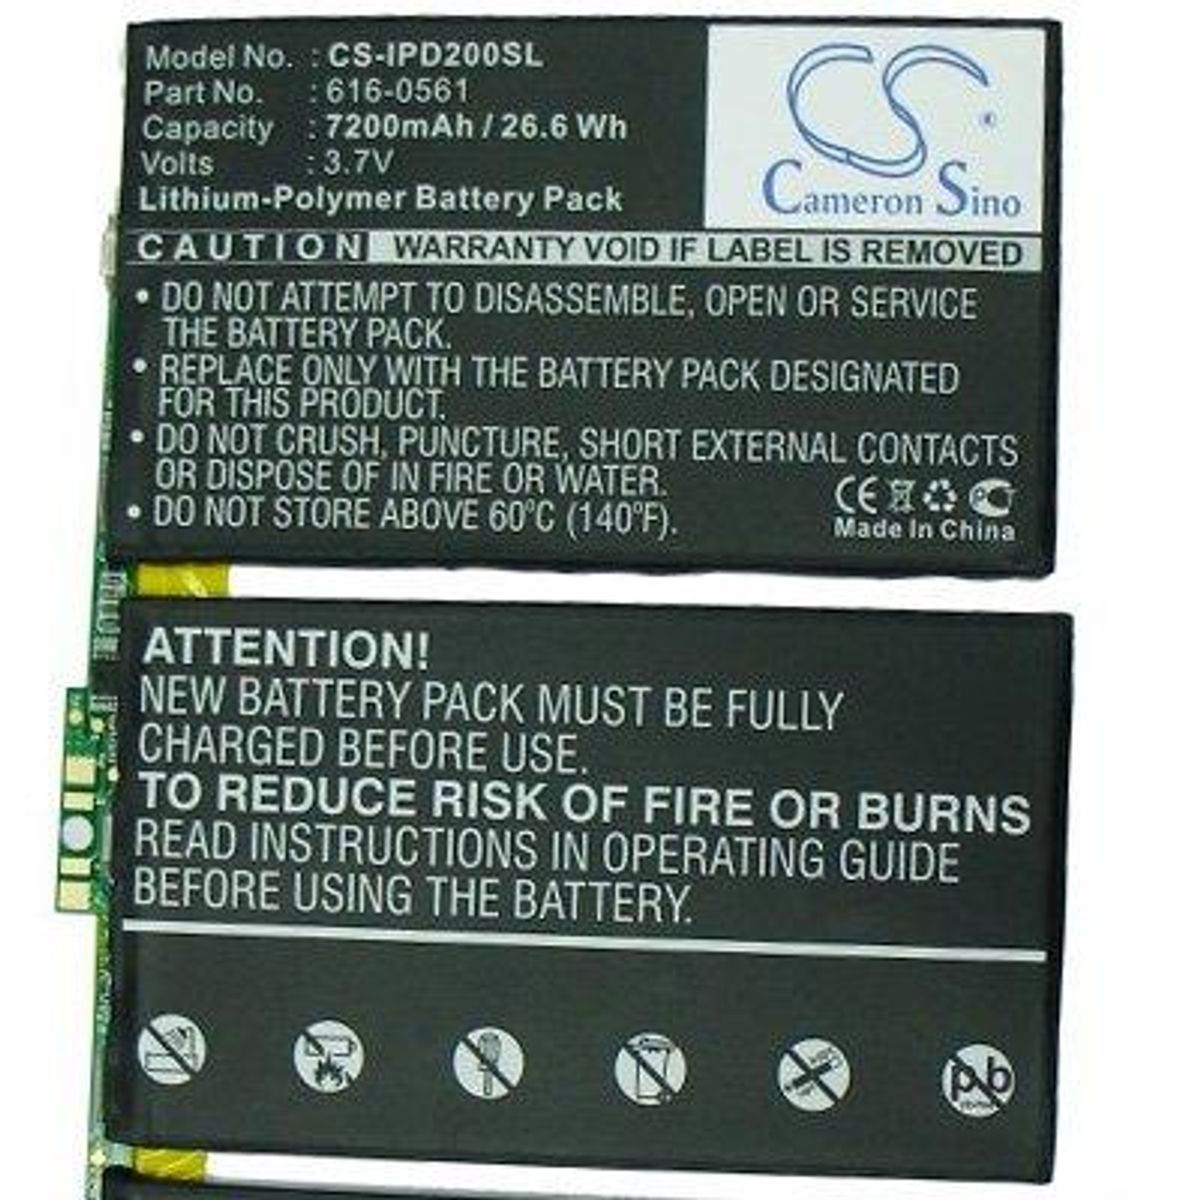 Model No. : CS-IPD200SL
Part No. : 616-0561
Capacity : 7200mAh / 26.6 Wh
Volts : 3.7V
Lithium-Polymer Battery Pack
CS
®
Cameron Sino
CAUTION WARRANTY VOID IF LABEL IS REMOVED
• DO NOT ATTEMPT TO DISASSEMBLE, OPEN OR SERVICE
THE BATTERY PACK.
• REPLACE ONLY WITH THE BATTERY PACK DESIGNATED
FOR THIS PRODUCT.
• DO NOT CRUSH, PUNCTURE, SHORT EXTERNAL CONTACTS
OR DISPOSE OF IN FIRE OR WATER.
• DO NOT STORE ABOVE 60°C (140°F).
CE
Made In China
ATTENTION!
NEW BATTERY PACK MUST BE FULLY
CHARGED BEFORE USE.
TO REDUCE RISK OF FIRE OR BURNS
READ INSTRUCTIONS IN OPERATING GUIDE
BEFORE USING THE BATTERY.
Pb